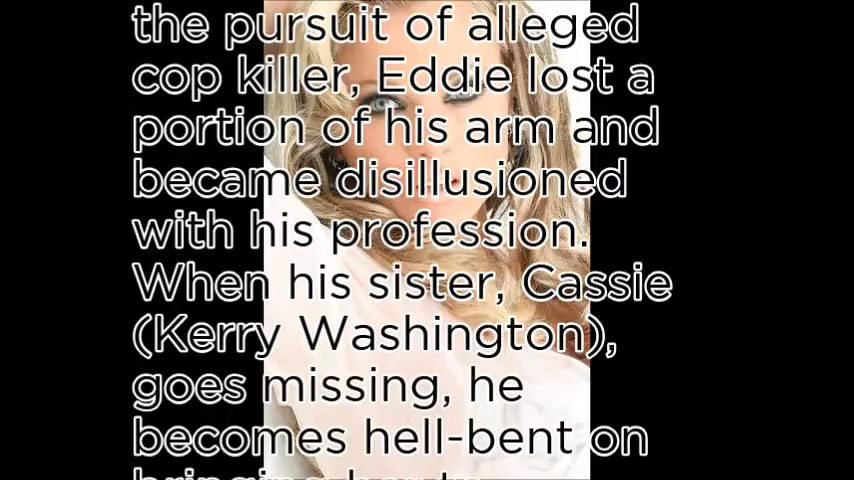 the pursuit of alleged
cop killer, Eddie lost a
portion of his arm and
became disillusioned
with his profession.
When his sister, Cassie
(Kerry Washington),
goes missing, he
becomes hell-bent on